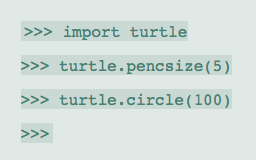 >>> import turtle
>>> turtle.pencsize(5)
>>> turtle.circle(100)
>>>